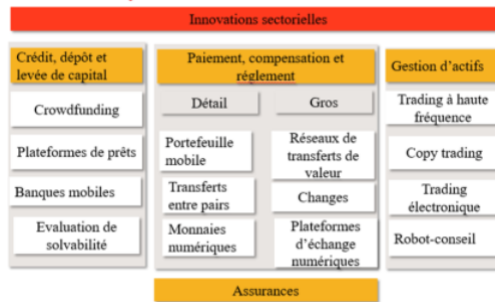 Innovations sectorielles
Crédit, dépôt et
levée de capital
Crowdfunding
Plateformes de prêts
Banques mobiles
Evaluation de
solvabilité
Paiement, compensation et
réglement
Détail
Portefeuille
mobile
Transferts
entre pairs
Monnaies
numériques
Gros
Réseaux de
transferts de
valeur
Changes
Plateformes
d'échange
numériques
Gestion d'actifs
Trading à haute
fréquence
Copy trading
Trading
électronique
Robot-conseil
Assurances